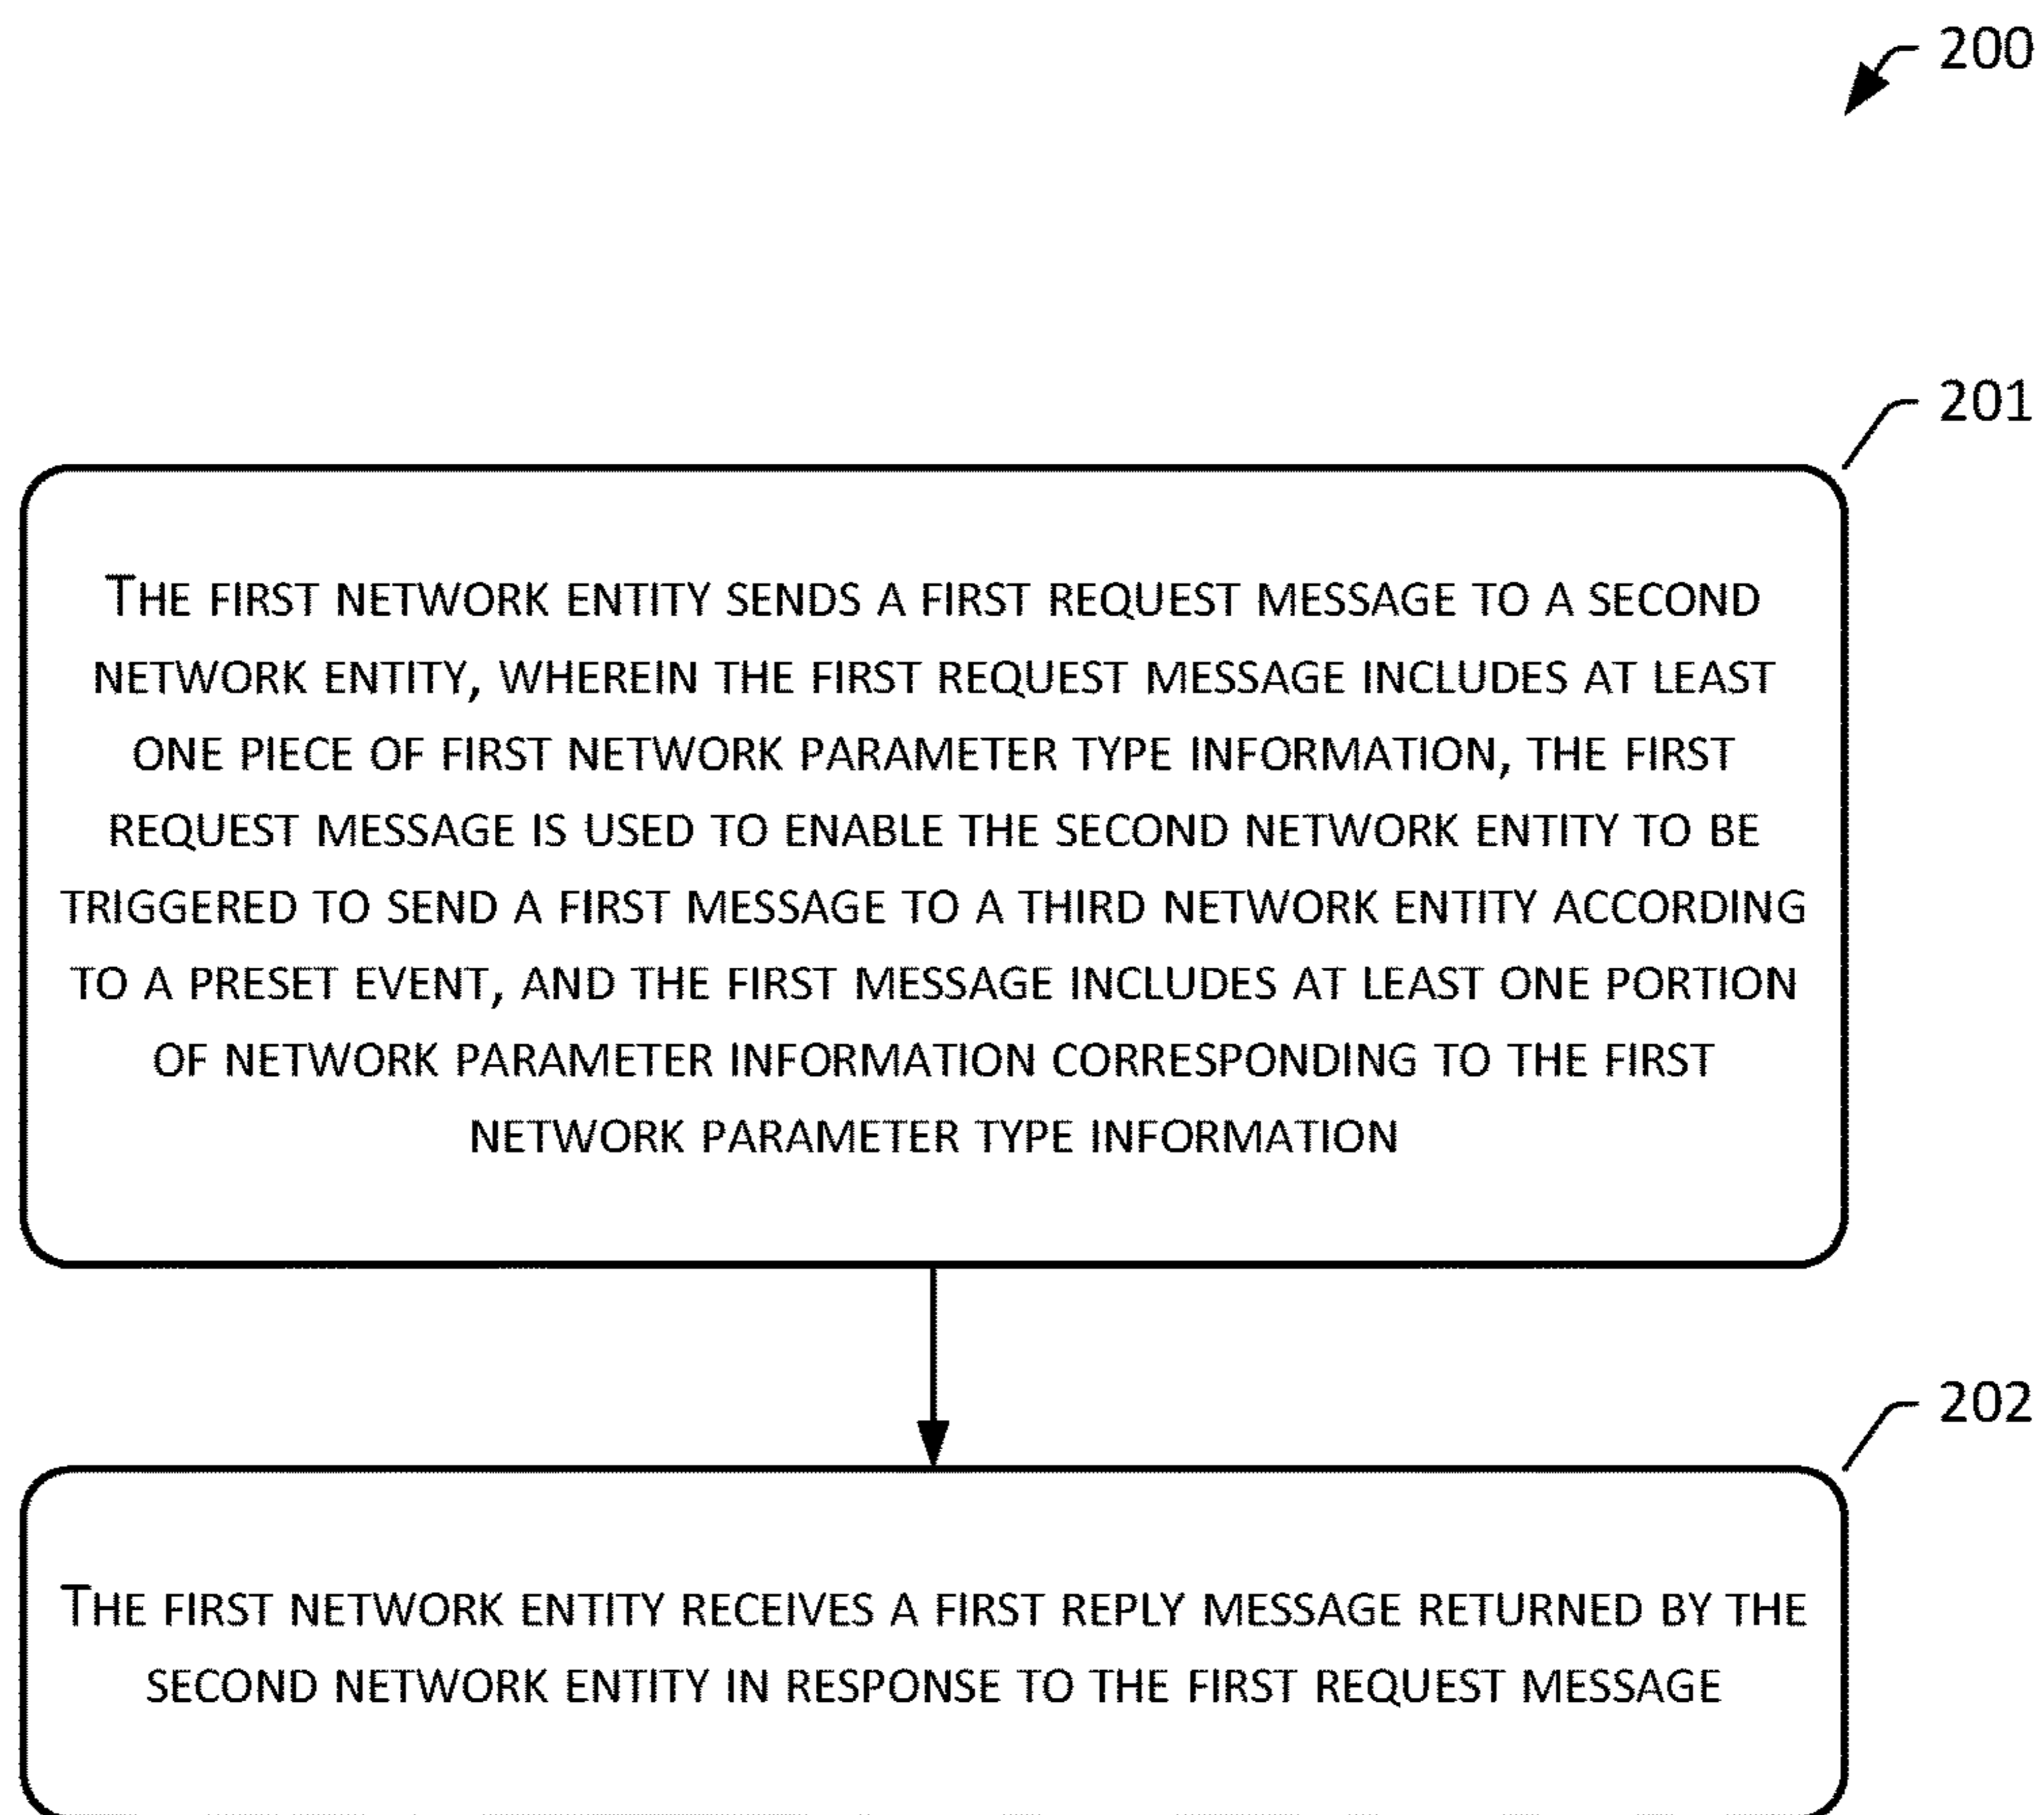 200
201
THE FIRST NETWORK ENTITY SENDS A FIRST REQUEST MESSAGE TO A SECOND
NETWORK ENTITY, WHEREIN THE FIRST REQUEST MESSAGE INCLUDES AT LEAST
ONE PIECE OF FIRST NETWORK PARAMETER TYPE INFORMATION, THE FIRST
REQUEST MESSAGE IS USED TO ENABLE THE SECOND NETWORK ENTITY TO BE
TRIGGERED TO SEND A FIRST MESSAGE TO A THIRD NETWORK ENTITY ACCORDING
TO A PRESET EVENT, AND THE FIRST MESSAGE INCLUDES AT LEAST ONE PORTION
OF NETWORK PARAMETER INFORMATION CORRESPONDING TO THE FIRST
NETWORK PARAMETER TYPE INFORMATION
202
THE FIRST NETWORK ENTITY RECEIVES A FIRST REPLY MESSAGE RETURNED BY THE
SECOND NETWORK ENTITY IN RESPONSE TO THE FIRST REQUEST MESSAGE